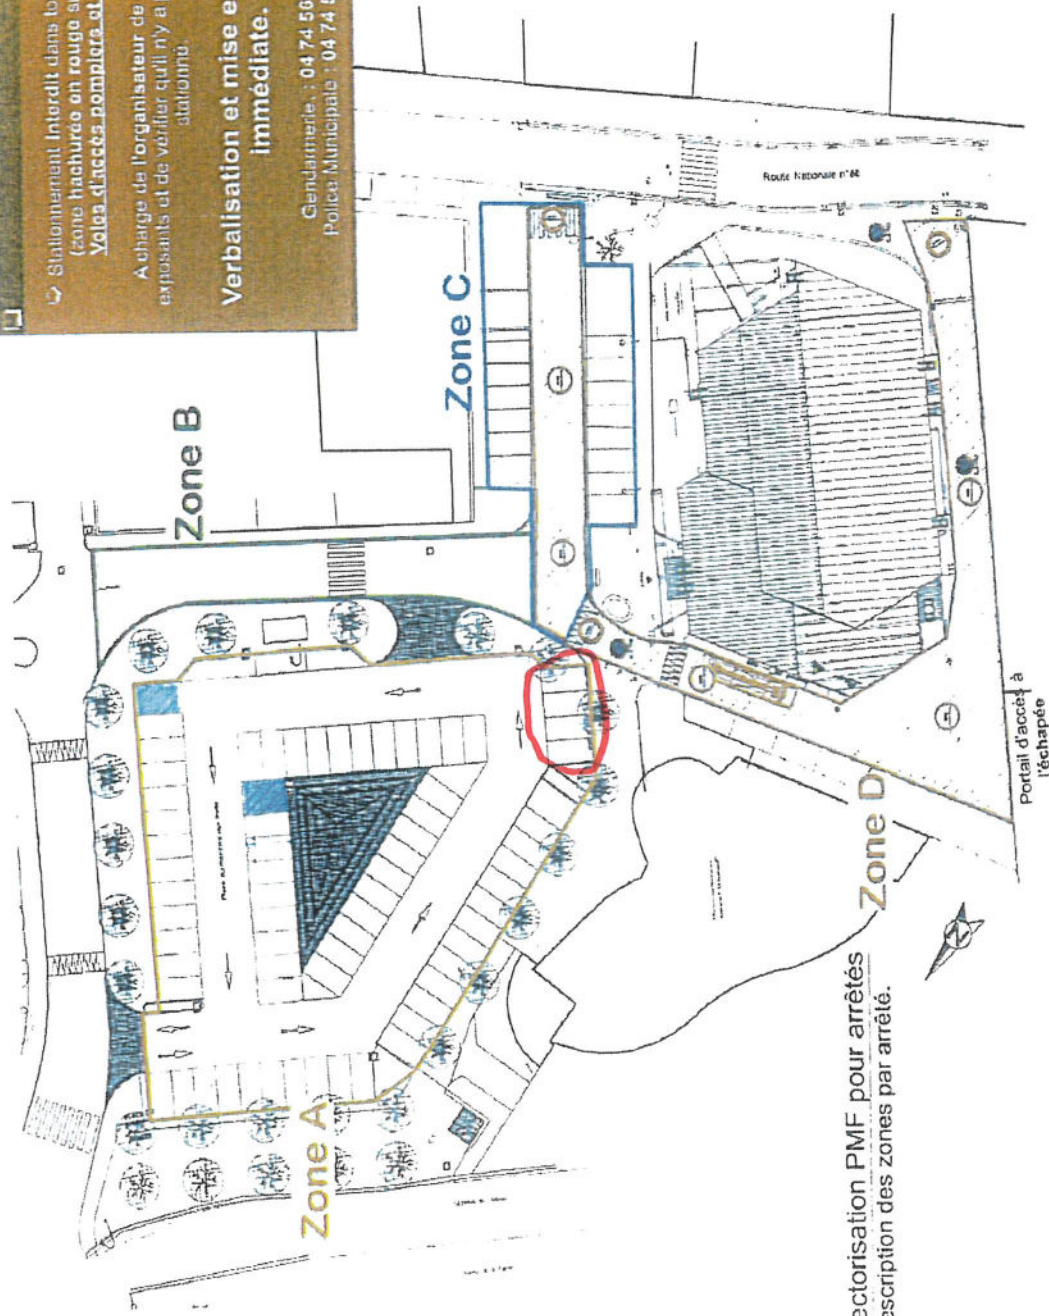 Stationnement Interdit dans to
(zone hachurée en rouge su
Voies d'accès pompiers et
A charge de l'organisateur de
exposants et de vérifier qu'il n'y a p
stationné.
Verbalisation et mise e
immédiate.
Gendarmerie : 04 74 56
Police Municipale : 04 74 5
Zone B
Zone C
Route Nationale n°
Zone A
Zone D
Portail d'accès à
l'échapée
N
ectorisation PMF pour arrêtés
escription des zones par arrêté.